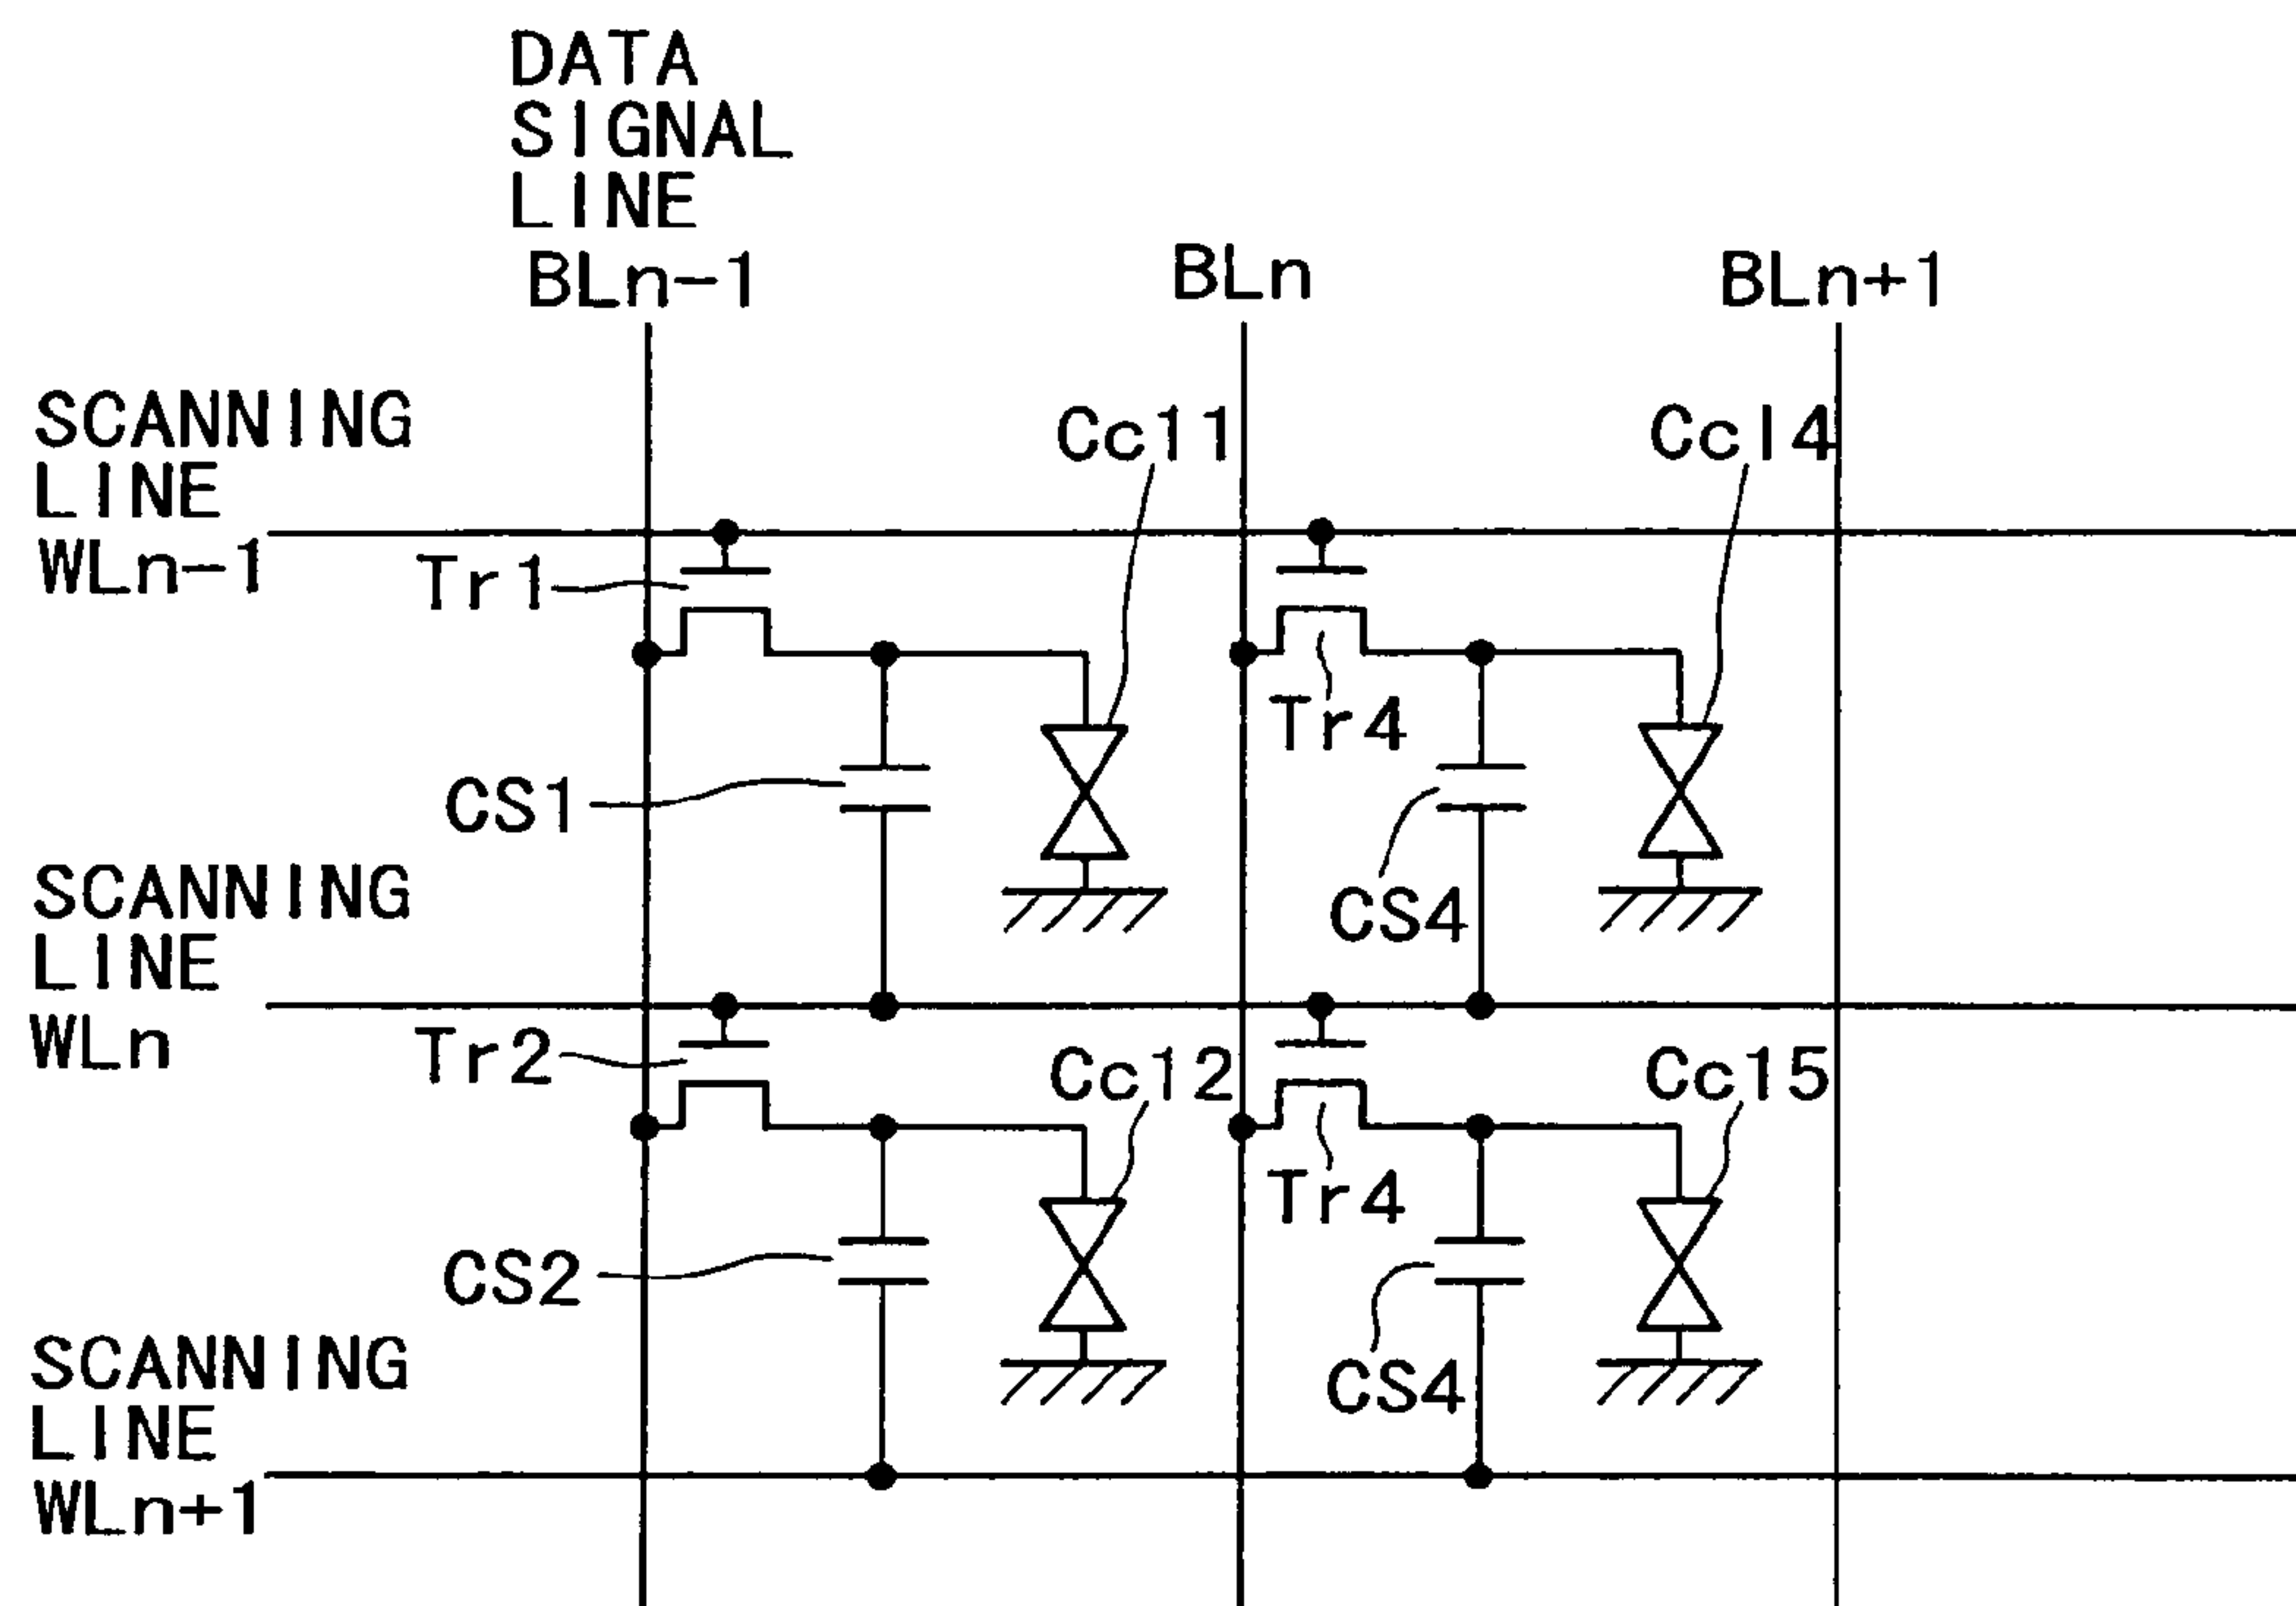 DATA
SIGNAL
LINE
BLn-1
BLn
BLn+1
SCANNING
LINE
WLn-1
Cc11
Ccl4
Tr1
Tr4
CS1
CS4
SCANNING
LINE
WLn
Tr2
Cc12
Cc15
Tr4
CS2
CS4
SCANNING
LINE
WLn+1